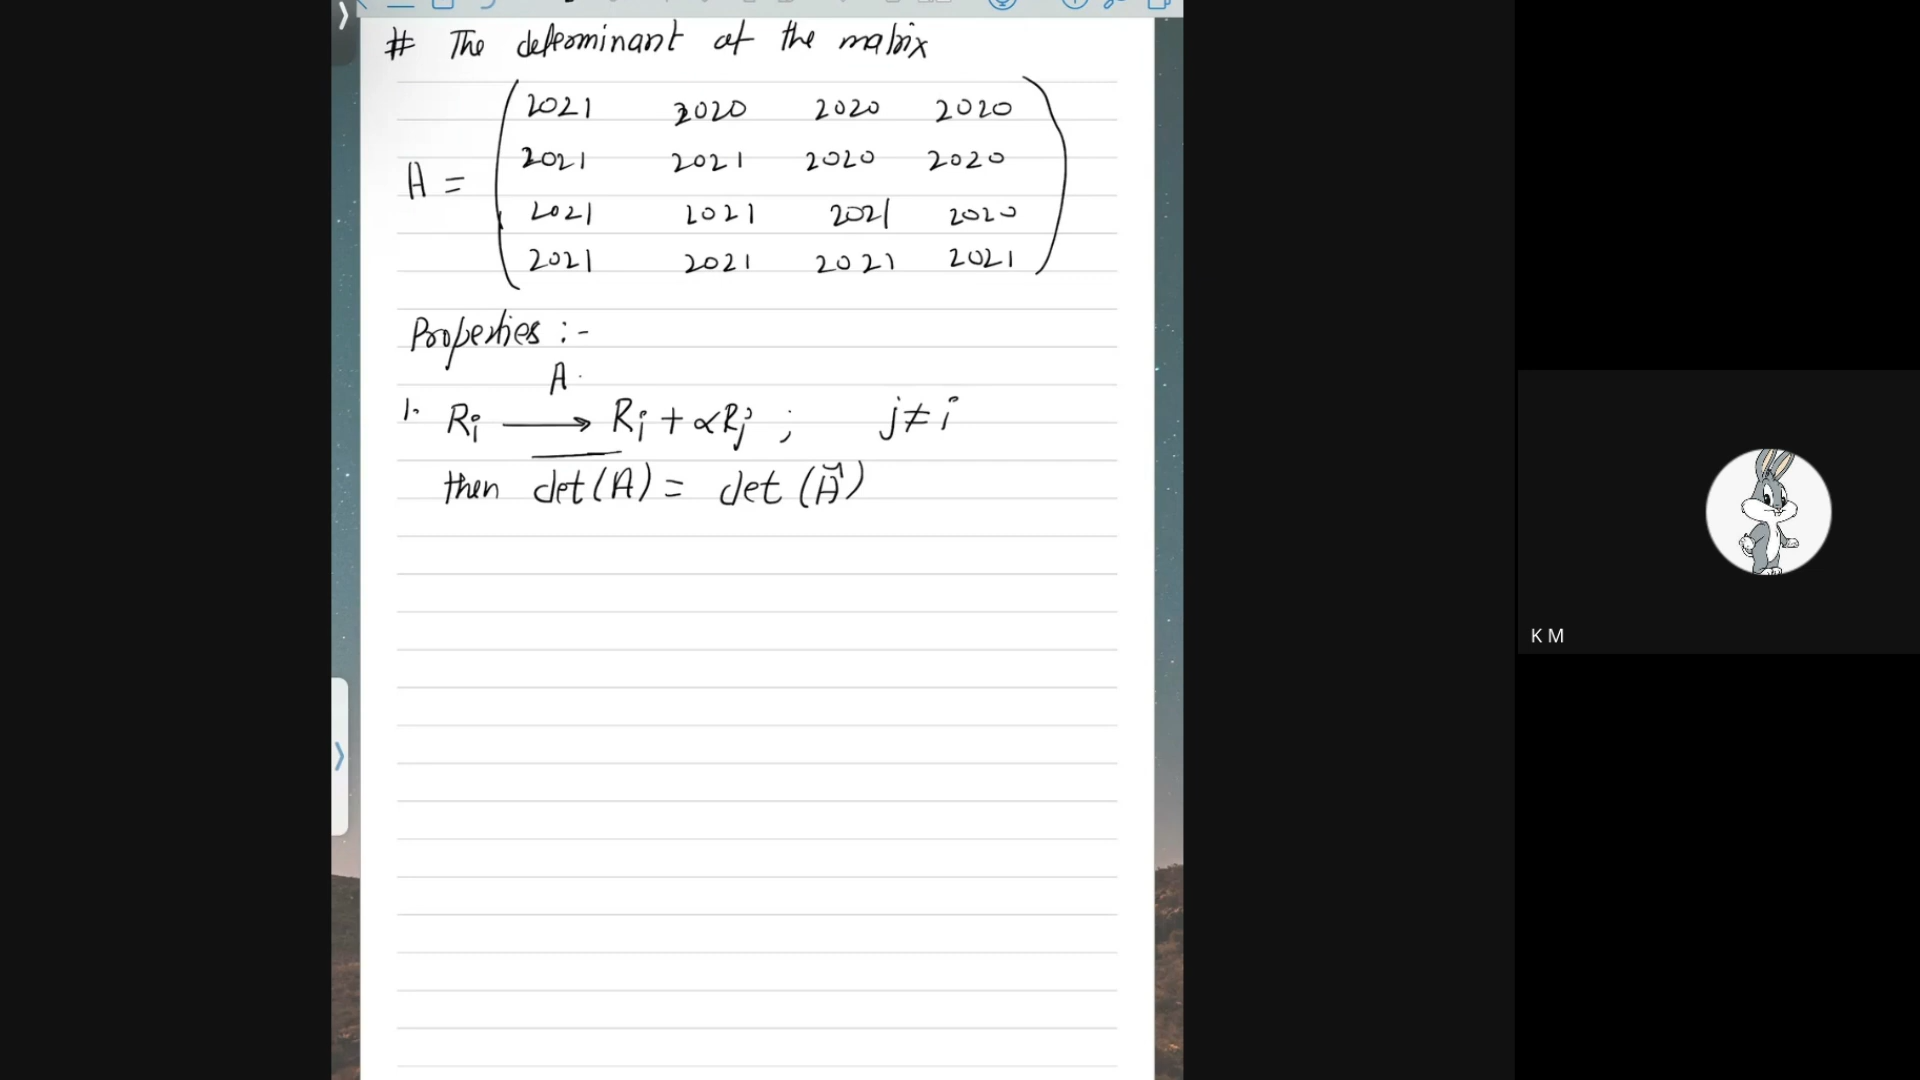 # The determinant of the matrix
2021 2020 2020 2020
2021 2021 2020 2020
A =
2021 2021 2021 2020
2021 2021 2021 2021
Properties :-
A
1. Ri → Ri + αRj ; j ≠ i
then det(A) = det(Ã)
K M